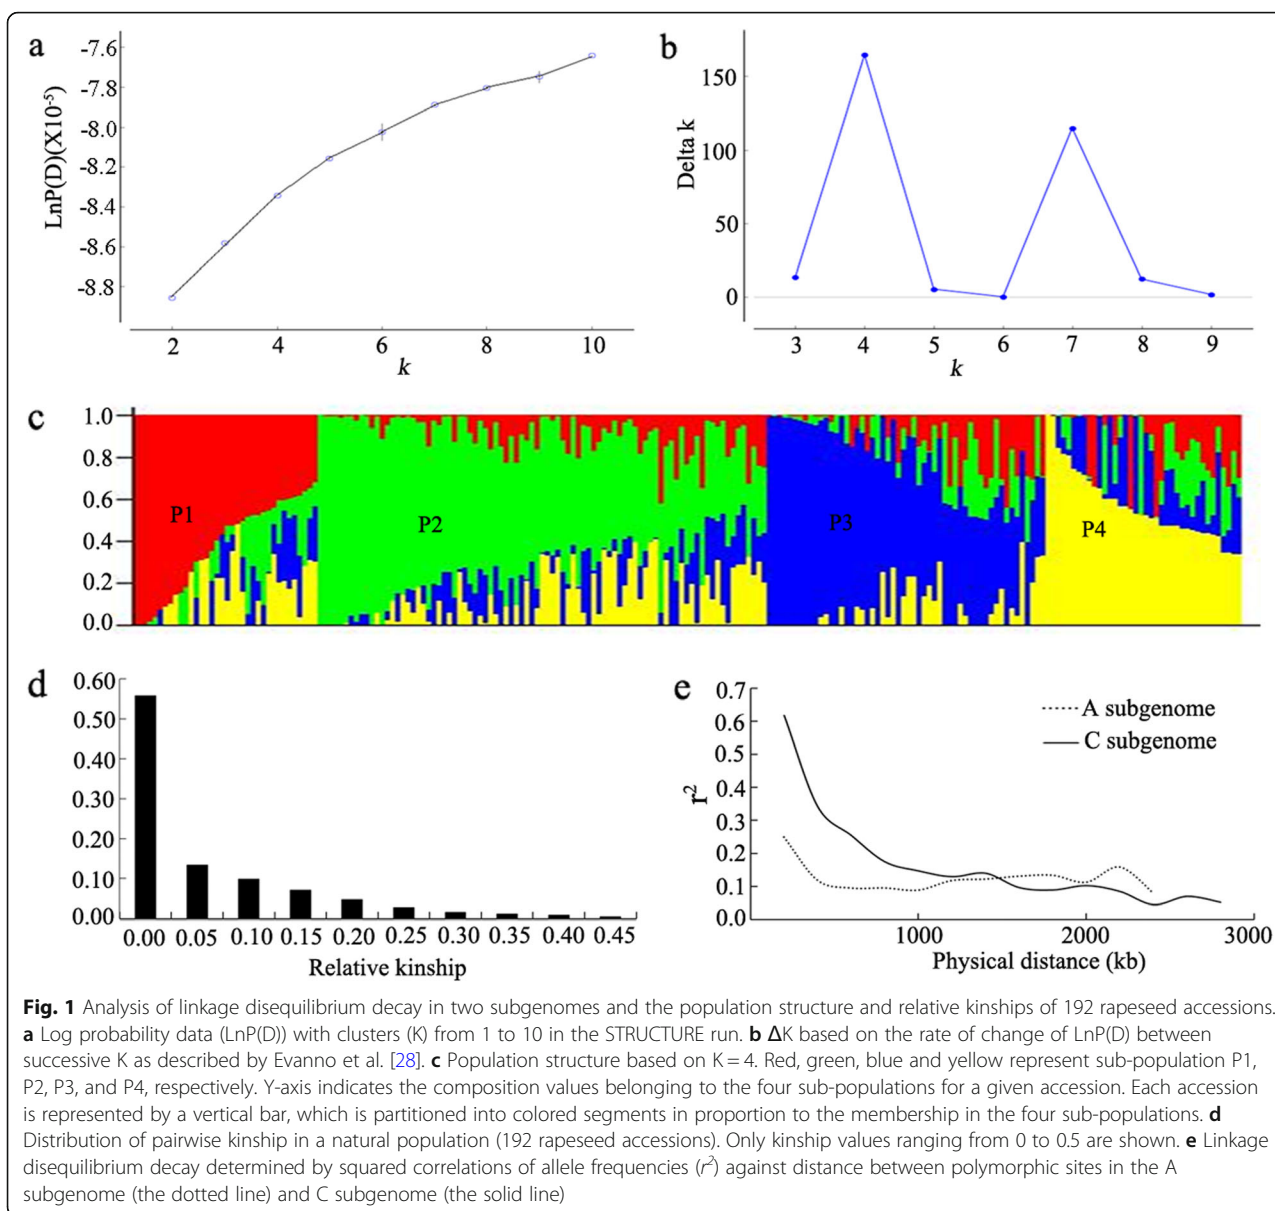 a
-7.6
-7.8
-8.0
-8.2
-8.4
-8.6
-8.8
LnP(D)(X10⁻⁵)
2 4 6 8 10
k
b
150
100
50
0
Delta k
3 4 5 6 7 8 9
k
c
1.0
0.8
0.6
0.4
0.2
0.0
P1
P2
P3
P4
d
0.60
0.50
0.40
0.30
0.20
0.10
0.00
0.00 0.05 0.10 0.15 0.20 0.25 0.30 0.35 0.40 0.45
Relative kinship
e
0.7
0.6
0.5
0.4
0.3
0.2
0.1
0.0
r²
A subgenome
C subgenome
1000 2000 3000
Physical distance (kb)
Fig. 1 Analysis of linkage disequilibrium decay in two subgenomes and the population structure and relative kinships of 192 rapeseed accessions.
a Log probability data (LnP(D)) with clusters (K) from 1 to 10 in the STRUCTURE run. b ΔK based on the rate of change of LnP(D) between
successive K as described by Evanno et al. [28]. c Population structure based on K = 4. Red, green, blue and yellow represent sub-population P1,
P2, P3, and P4, respectively. Y-axis indicates the composition values belonging to the four sub-populations for a given accession. Each accession
is represented by a vertical bar, which is partitioned into colored segments in proportion to the membership in the four sub-populations. d
Distribution of pairwise kinship in a natural population (192 rapeseed accessions). Only kinship values ranging from 0 to 0.5 are shown. e Linkage
disequilibrium decay determined by squared correlations of allele frequencies (r²) against distance between polymorphic sites in the A
subgenome (the dotted line) and C subgenome (the solid line)